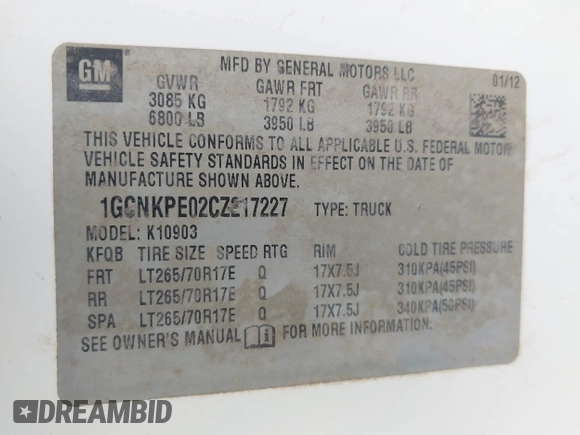 GM
MFD BY GENERAL MOTORS LLC
01/12
GVWR GAWR FRT GAWR RR
3085 KG 1792 KG 1792 KG
6800 LB 3950 LB 3950 LB
THIS VEHICLE CONFORMS TO ALL APPLICABLE U.S. FEDERAL MOTOR
VEHICLE SAFETY STANDARDS IN EFFECT ON THE DATE OF
MANUFACTURE SHOWN ABOVE.
1GCNKPE02CZ217227 TYPE: TRUCK
MODEL: K10903
KFQB TIRE SIZE SPEED RTG RIM COLD TIRE PRESSURE
FRT LT265/70R17E Q 17X7.5J 310KPA(45PSI)
RR LT265/70R17E Q 17X7.5J 310KPA(45PSI)
SPA LT265/70R17E Q 17X7.5J 340KPA(50PSI)
SEE OWNER'S MANUAL FOR MORE INFORMATION.
DREAMBID